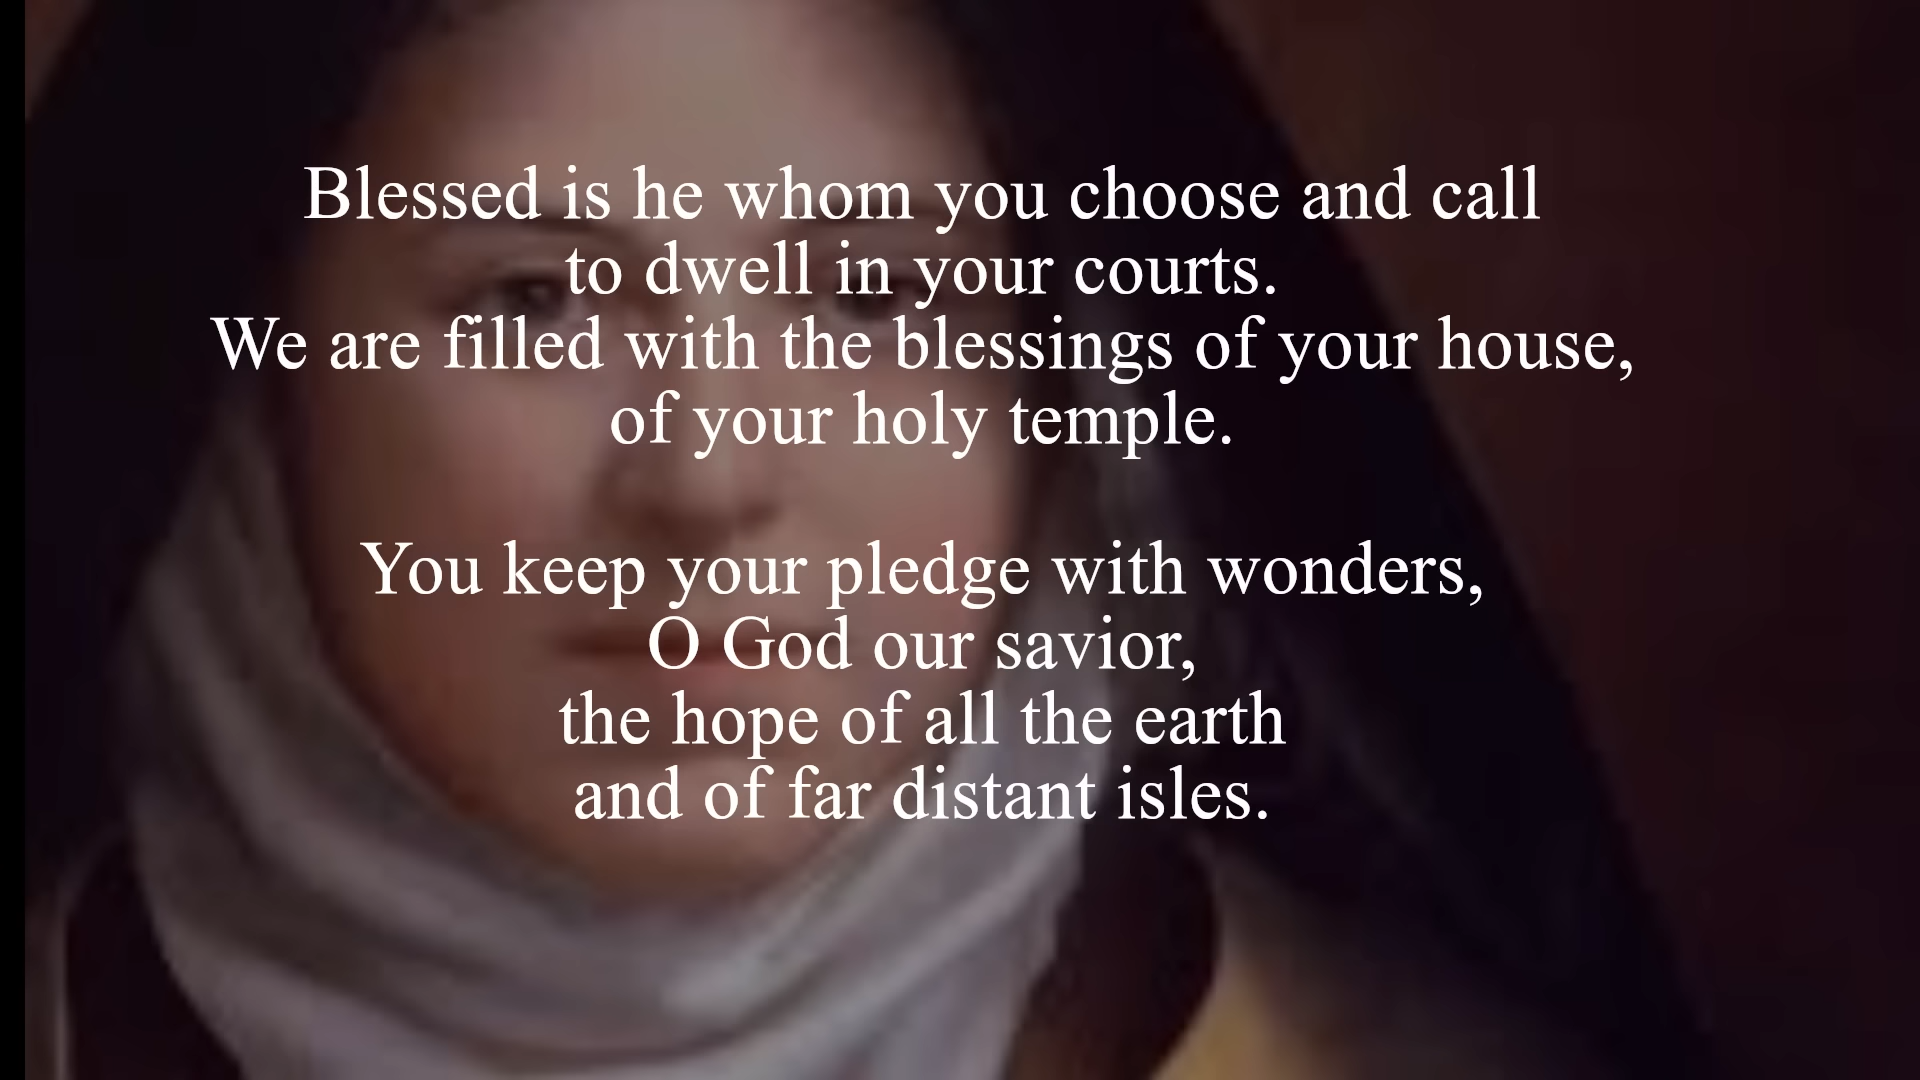 Blessed is he whom you choose and call
to dwell in your courts.
We are filled with the blessings of your house,
of your holy temple.
You keep your pledge with wonders,
O God our savior,
the hope of all the earth
and of far distant isles.